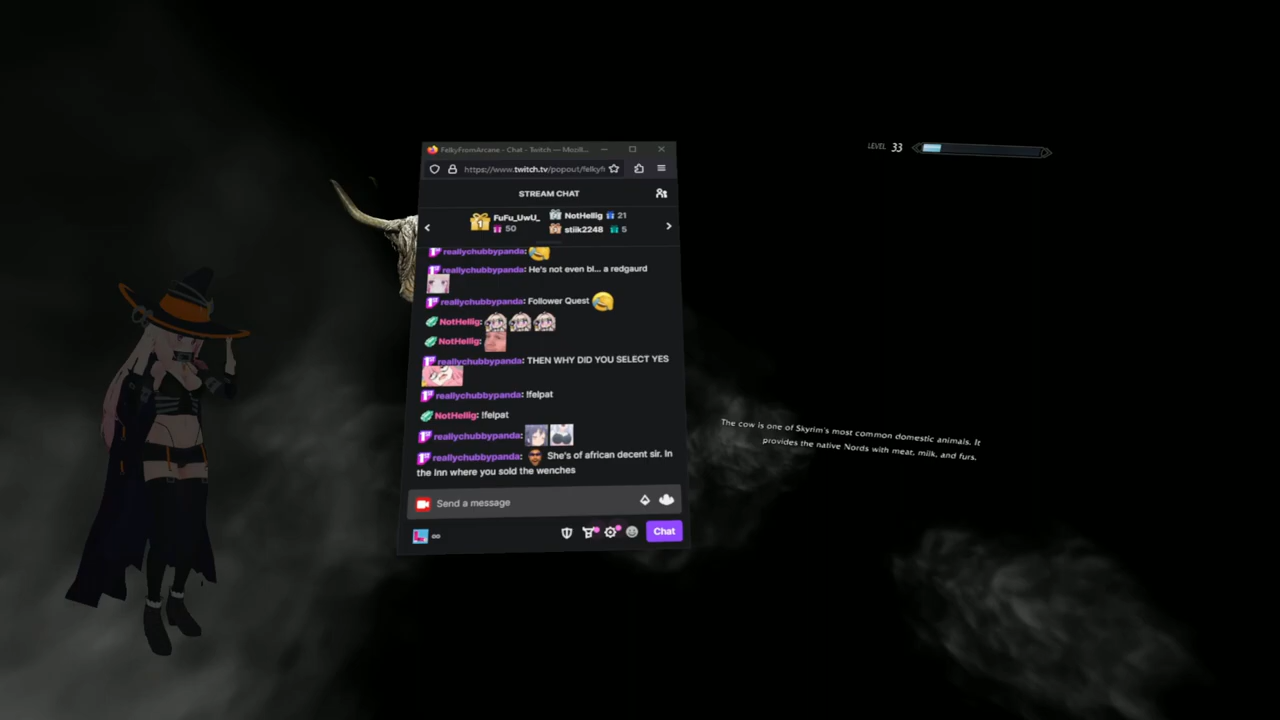 FelkyFromArcane - Chat - Twitch — Mozill...
https://www.twitch.tv/popout/felkyf
STREAM CHAT
1 FuFu_UwU_ 50
NotHellig 21
stiik2248 5
reallychubbypanda:
reallychubbypanda: He's not even bl... a redgaurd
reallychubbypanda: Follower Quest
NotHellig:
NotHellig:
reallychubbypanda: THEN WHY DID YOU SELECT YES
reallychubbypanda: !felpat
NotHellig: !felpat
reallychubbypanda:
reallychubbypanda: She's of african decent sir. In
the Inn where you sold the wenches
Send a message
Chat
LEVEL 33
The cow is one of Skyrim's most common domestic animals. It
provides the native Nords with meat, milk, and furs.